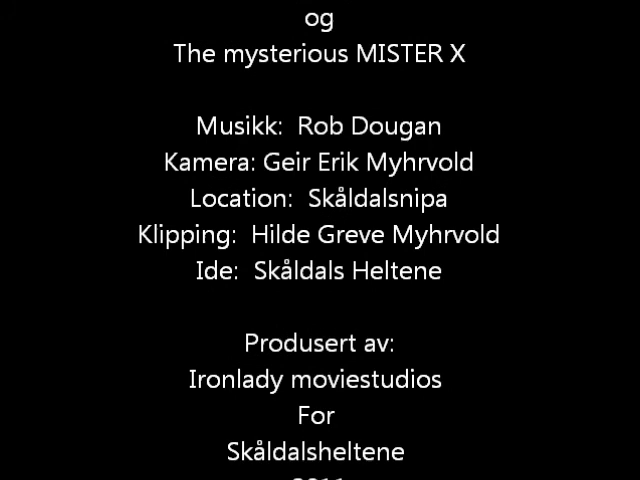 og
The mysterious MISTER X
Musikk: Rob Dougan
Kamera: Geir Erik Myhrvold
Location: Skåldalsnipa
Klipping: Hilde Greve Myhrvold
Ide: Skåldals Heltene
Produsert av:
Ironlady moviestudios
For
Skåldalsheltene